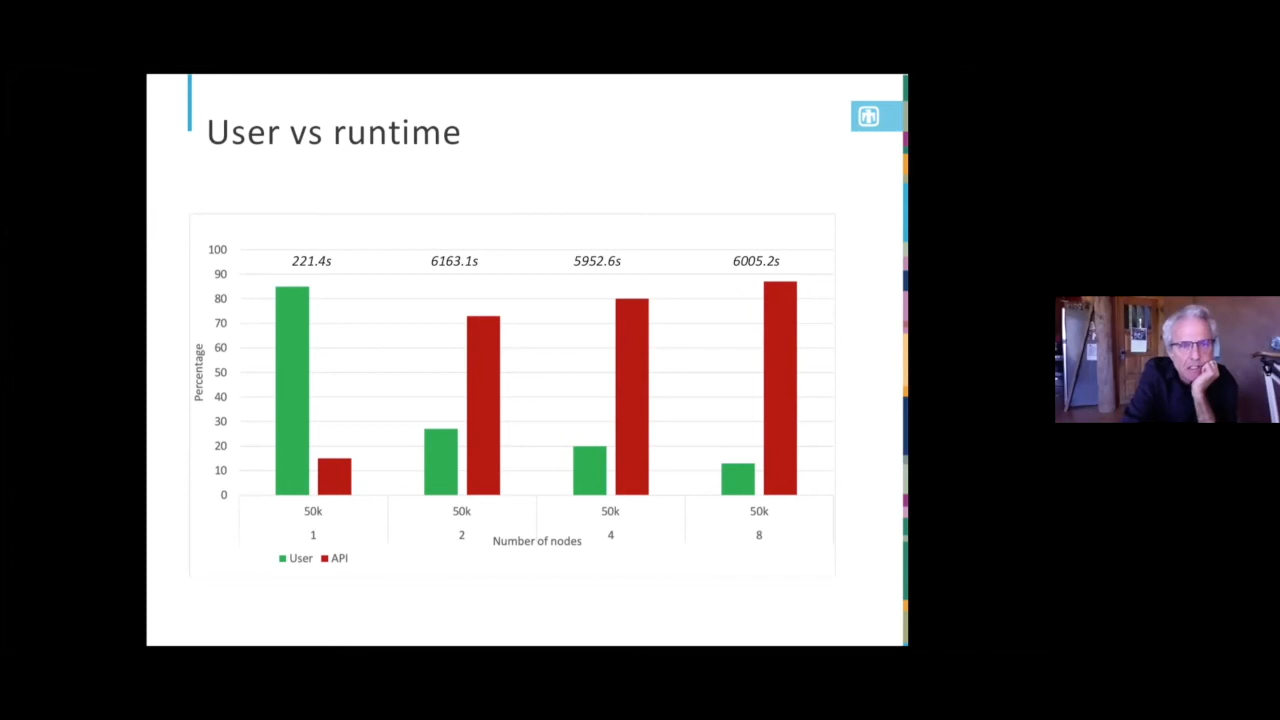 User vs runtime
100
90
80
70
60
50
40
30
20
10
0
Percentage
221.4s 6163.1s 5952.6s 6005.2s
50k 50k 50k 50k
1 2 4 8
Number of nodes
User API